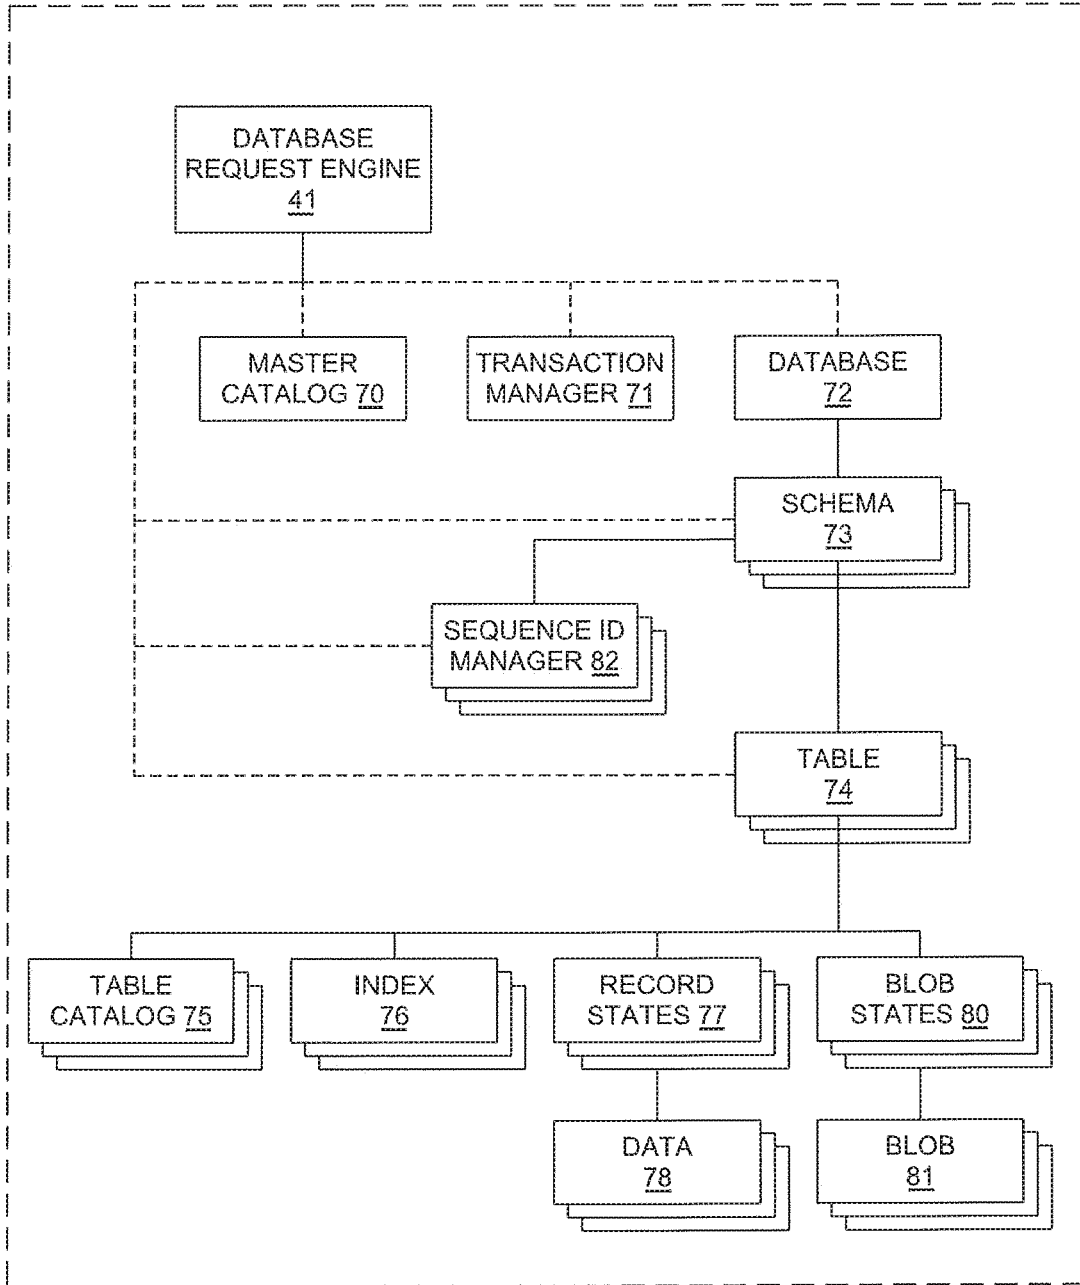 DATABASE
REQUEST ENGINE
41
MASTER
CATALOG 70
TRANSACTION
MANAGER 71
DATABASE
72
SCHEMA
73
SEQUENCE ID
MANAGER 82
TABLE
74
TABLE
CATALOG 75
INDEX
76
RECORD
STATES 77
BLOB
STATES 80
DATA
78
BLOB
81